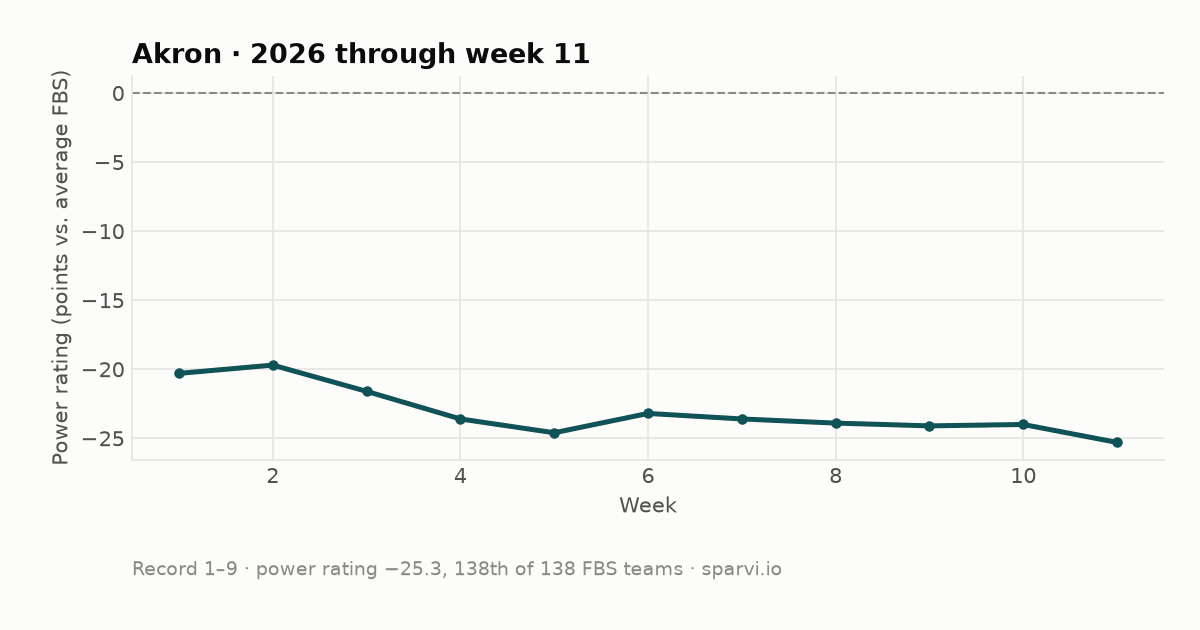 Akron · 2026 through week 11
Power rating (points vs. average FBS)
0
−5
−10
−15
−20
−25
2 4 6 8 10
Week
Record 1–9 · power rating −25.3, 138th of 138 FBS teams · sparvi.io